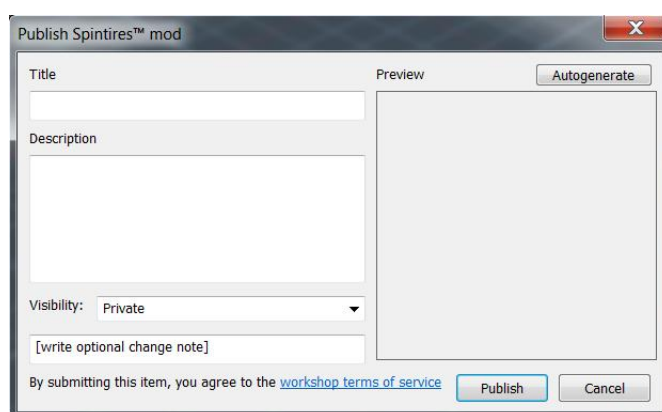 Publish Spintires™ mod
X
Title
Preview
Autogenerate
Description
Visibility:
Private
[write optional change note]
By submitting this item, you agree to the workshop terms of service
Publish
Cancel